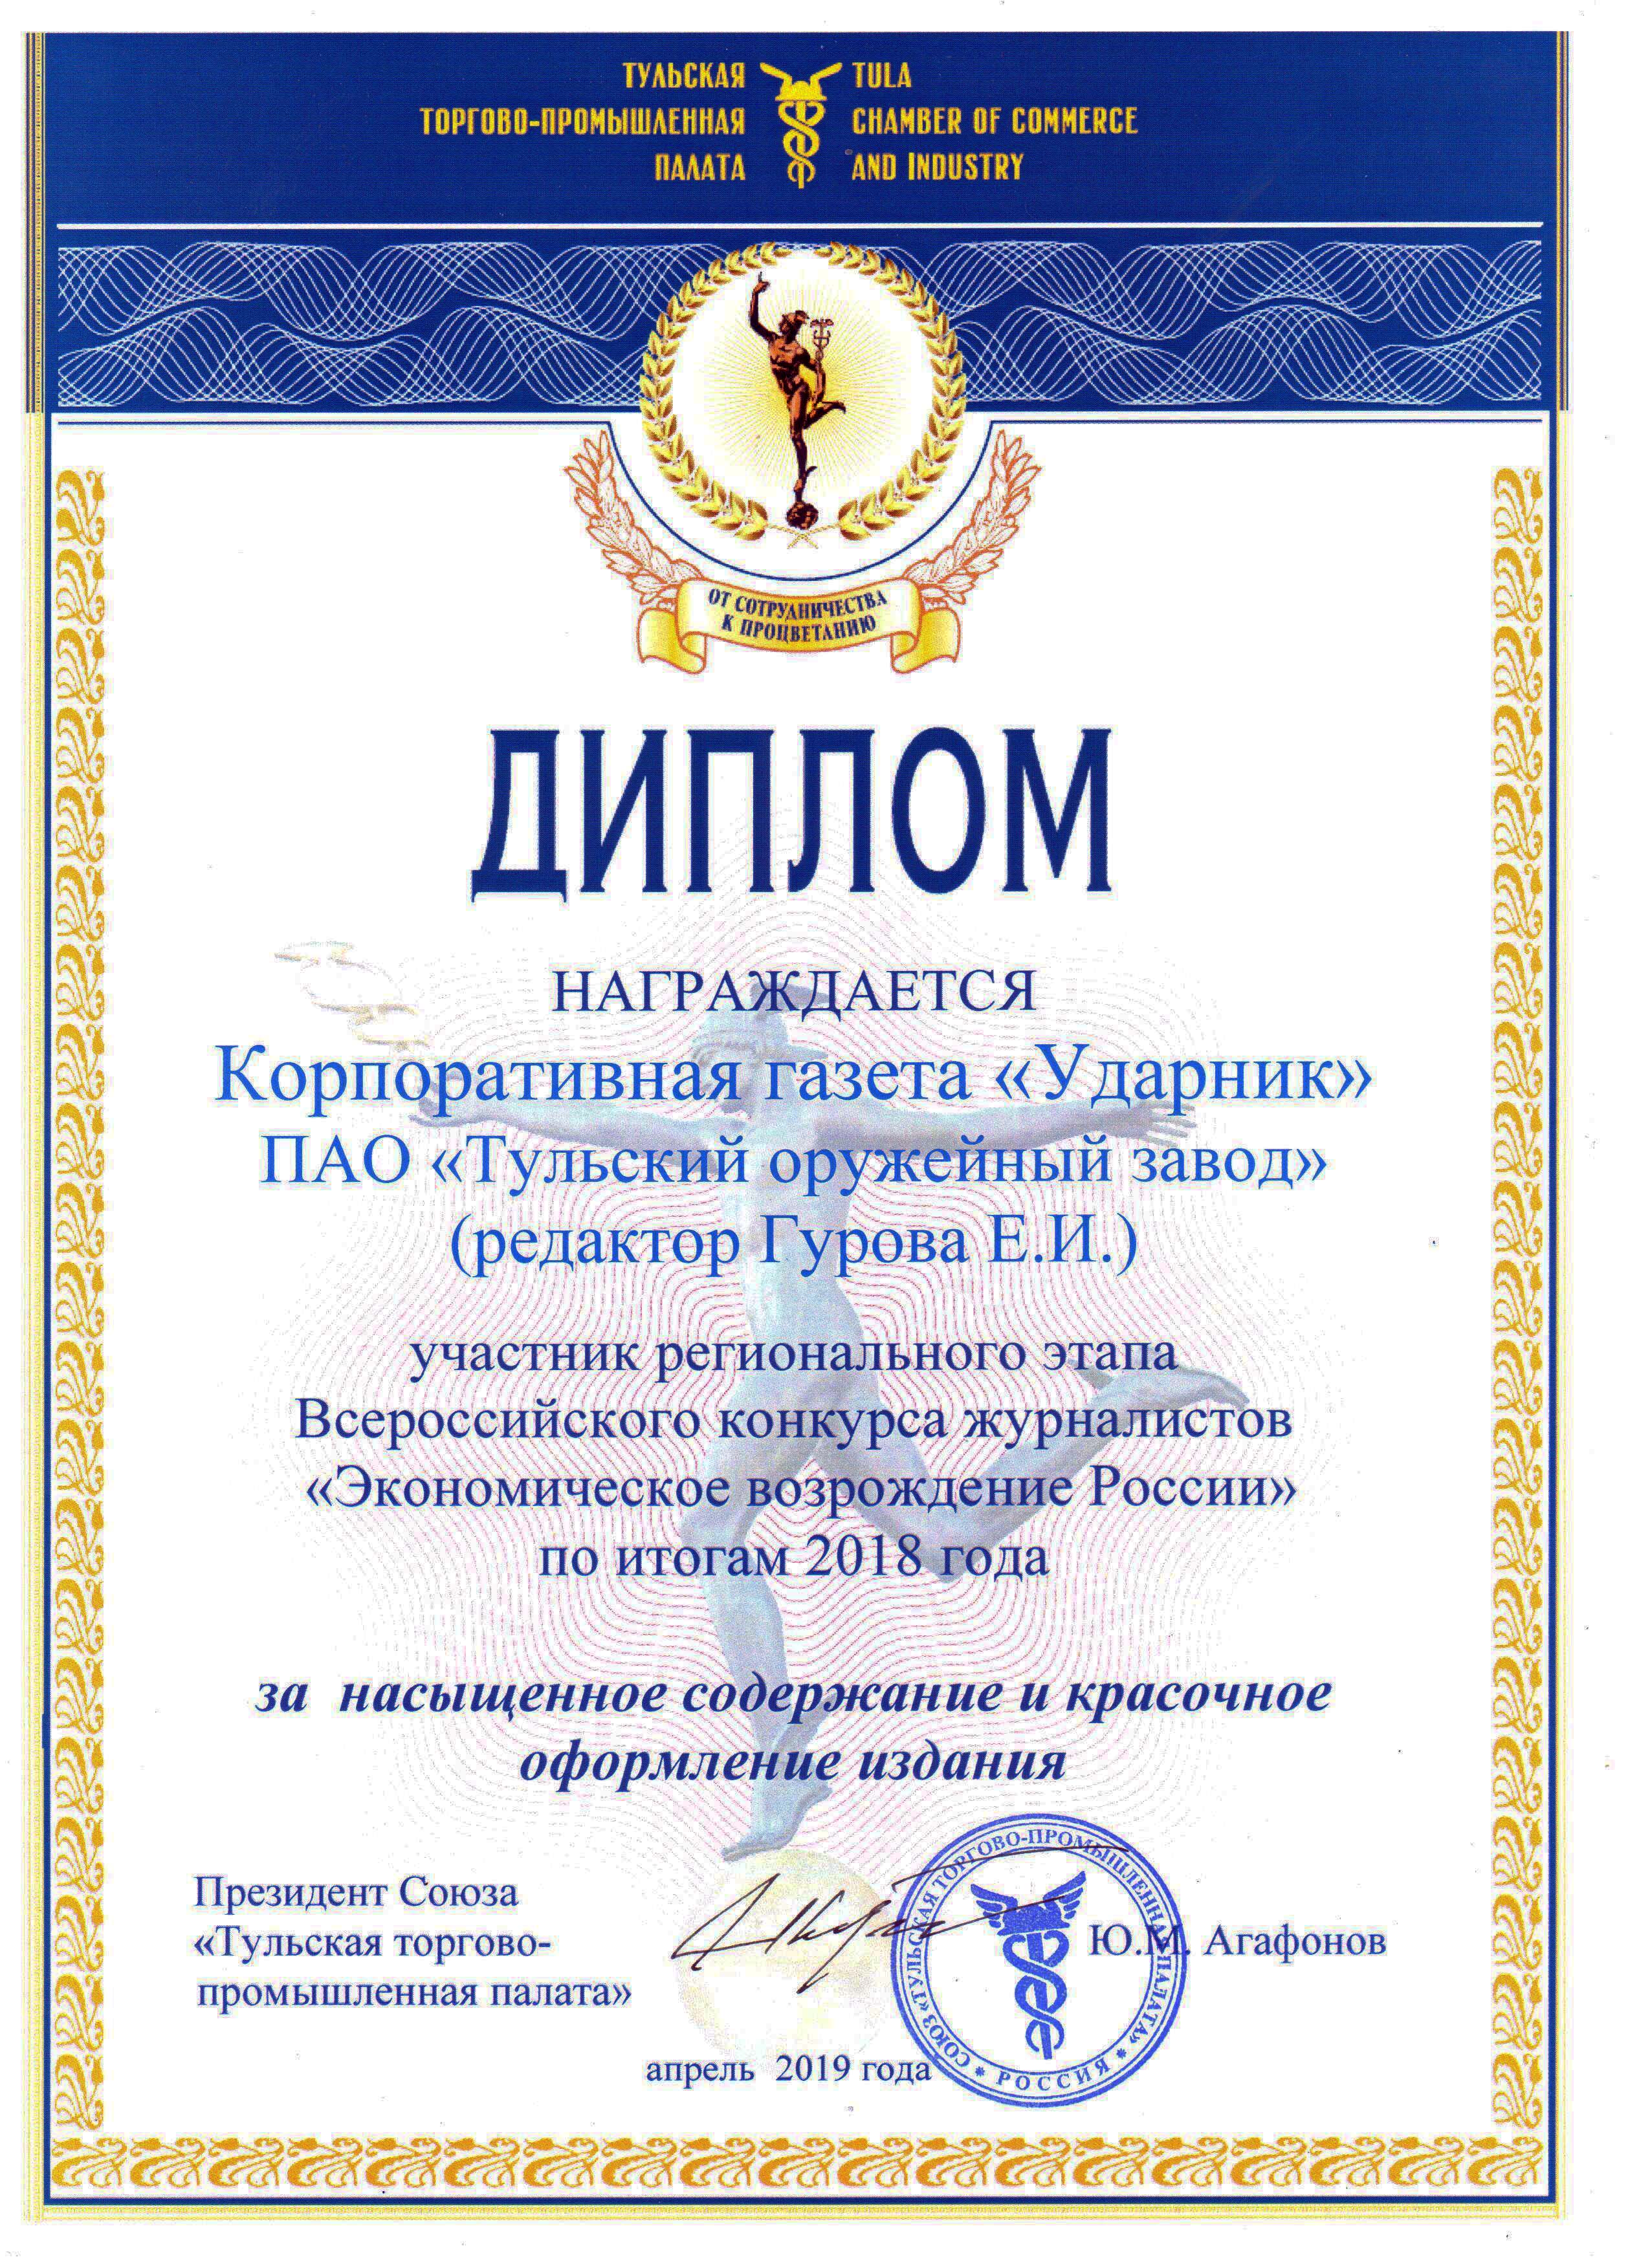 ТУЛЬСКАЯ
ТОРГОВО-ПРОМЫШЛЕННАЯ
ПАЛАТА
TULA
CHAMBER OF COMMERCE
AND INDUSTRY
ОТ СОТРУДНИЧЕСТВА
К ПРОЦВЕТАНИЮ
ДИПЛОМ
НАГРАЖДАЕТСЯ
Корпоративная газета «Ударник»
ПАО «Тульский оружейный завод»
(редактор Гурова Е.И.)
участник регионального этапа
Всероссийского конкурса журналистов
«Экономическое возрождение России»
по итогам 2018 года
за насыщенное содержание и красочное
оформление издания
Президент Союза
«Тульская торгово-
промышленная палата»
Ю.М. Агафонов
СОЮЗ «ТУЛЬСКАЯ ТОРГОВО-ПРОМЫШЛЕННАЯ ПАЛАТА»
* РОССИЯ *
апрель 2019 года